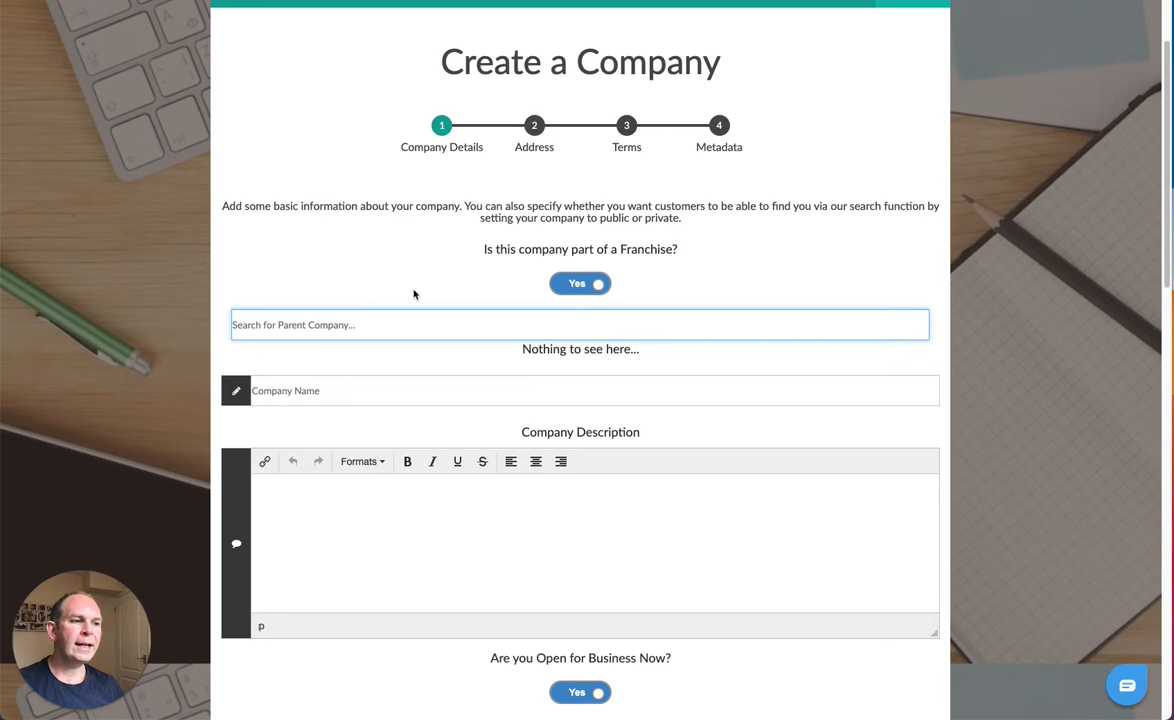 Create a Company
1 2 3 4
Company Details Address Terms Metadata
Add some basic information about your company. You can also specify whether you want customers to be able to find you via our search function by
setting your company to public or private.
Is this company part of a Franchise?
Yes
Search for Parent Company...
Nothing to see here...
Company Name
Company Description
Formats B I U S
p
Are you Open for Business Now?
Yes